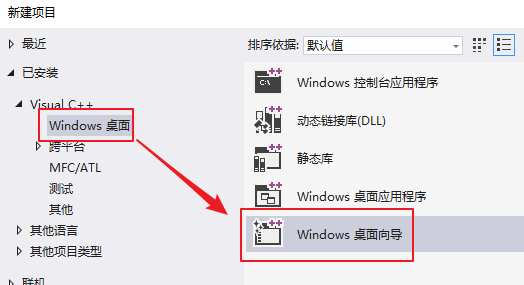 新建项目
最近
已安装
Visual C++
Windows 桌面
跨平台
MFC/ATL
测试
其他
其他语言
其他项目类型
联机
排序依据: 默认值
Windows 控制台应用程序
动态链接库(DLL)
静态库
Windows 桌面应用程序
Windows 桌面向导